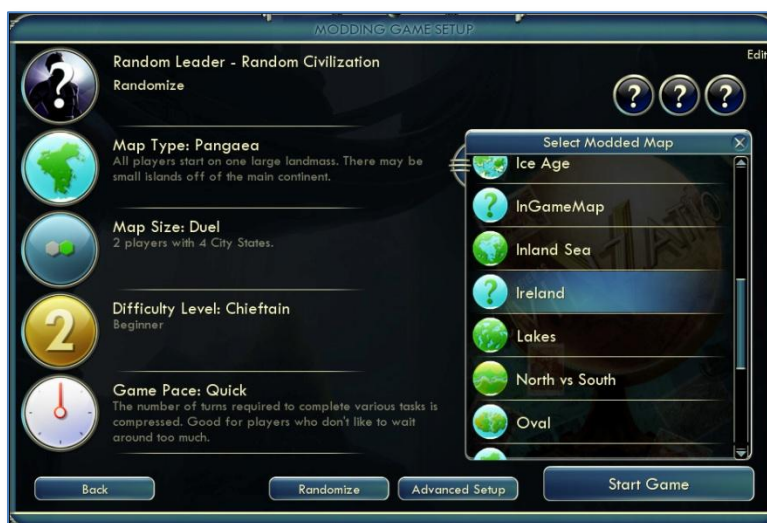 MODDING GAME SETUP
Edit
Random Leader - Random Civilization
Randomize
? ? ?
Map Type: Pangaea
All players start on one large landmass. There may be
small islands off of the main continent.
Map Size: Duel
2 players with 4 City States.
2
Difficulty Level: Chieftain
Beginner
Game Pace: Quick
The number of turns required to complete various tasks is
compressed. Good for players who don't like to wait
around too much.
Select Modded Map
Ice Age
InGameMap
Inland Sea
Ireland
Lakes
North vs South
Oval
Back
Randomize
Advanced Setup
Start Game